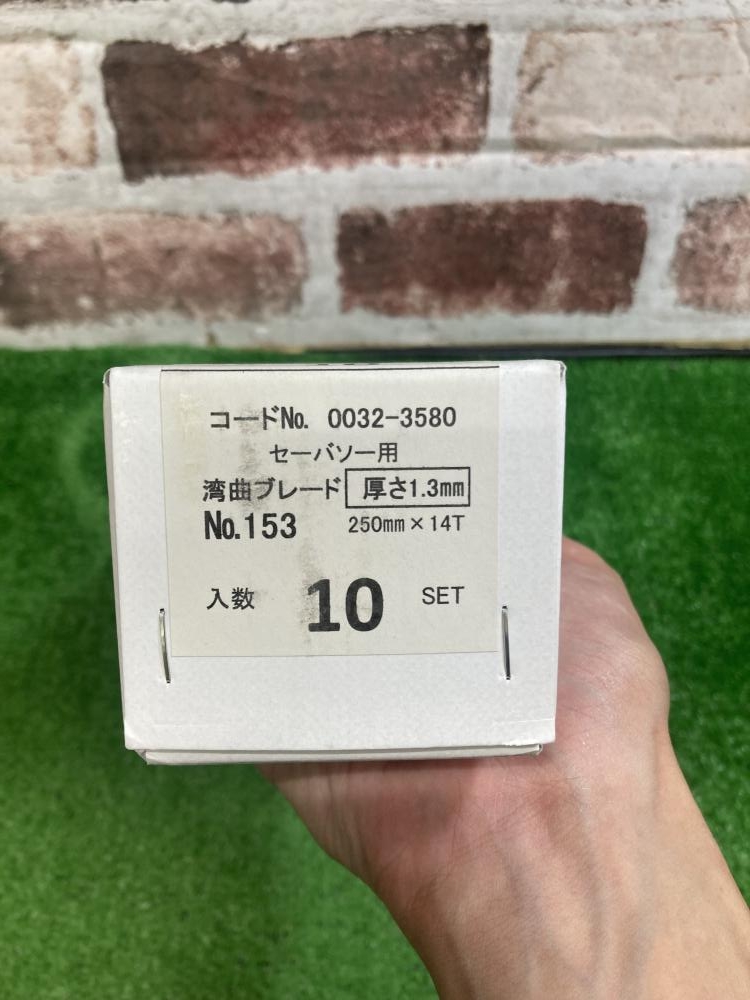 コードNo. 0032-3580
セーバソー用
湾曲ブレード 厚さ1.3mm
No.153 250mm×14T
入数 10 SET